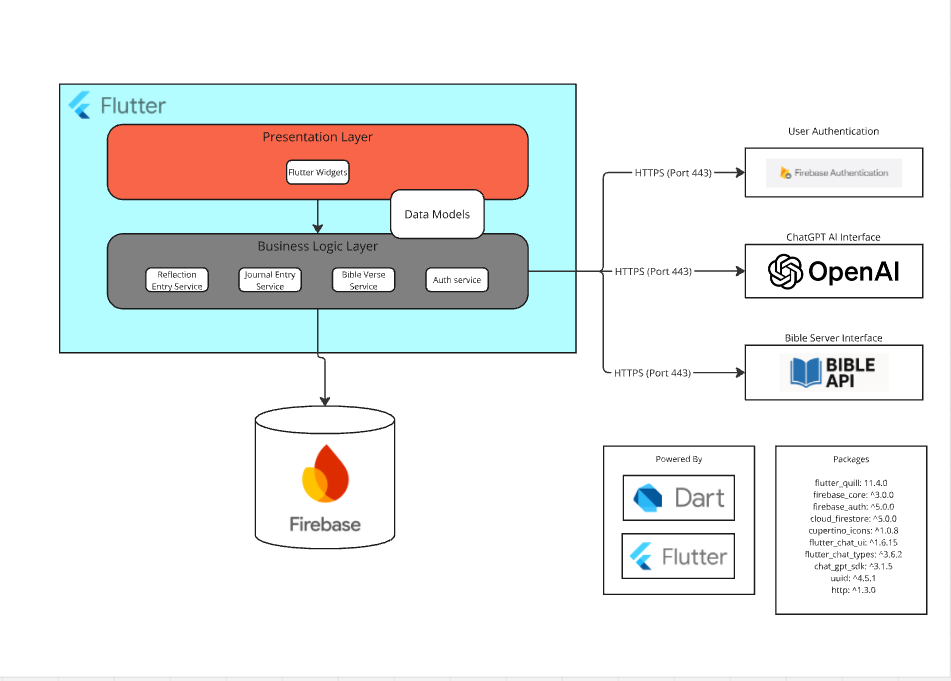 Flutter
Presentation Layer
Flutter Widgets
Data Models
Business Logic Layer
Reflection
Entry Service
Journal Entry
Service
Bible Verse
Service
Auth service
Firebase
HTTPS (Port 443)
HTTPS (Port 443)
HTTPS (Port 443)
User Authentication
Firebase Authentication
ChatGPT AI Interface
OpenAI
Bible Server Interface
BIBLE
API
Powered By
Dart
Flutter
Packages
flutter_quill: 11.4.0
firebase_core: ^3.0.0
firebase_auth: ^5.0.0
cloud_firestore: ^5.0.0
cupertino_icons: ^1.0.8
flutter_chat_ui: ^1.6.15
flutter_chat_types: ^3.6.2
chat_gpt_sdk: ^3.1.5
uuid: ^4.5.1
http: ^1.3.0